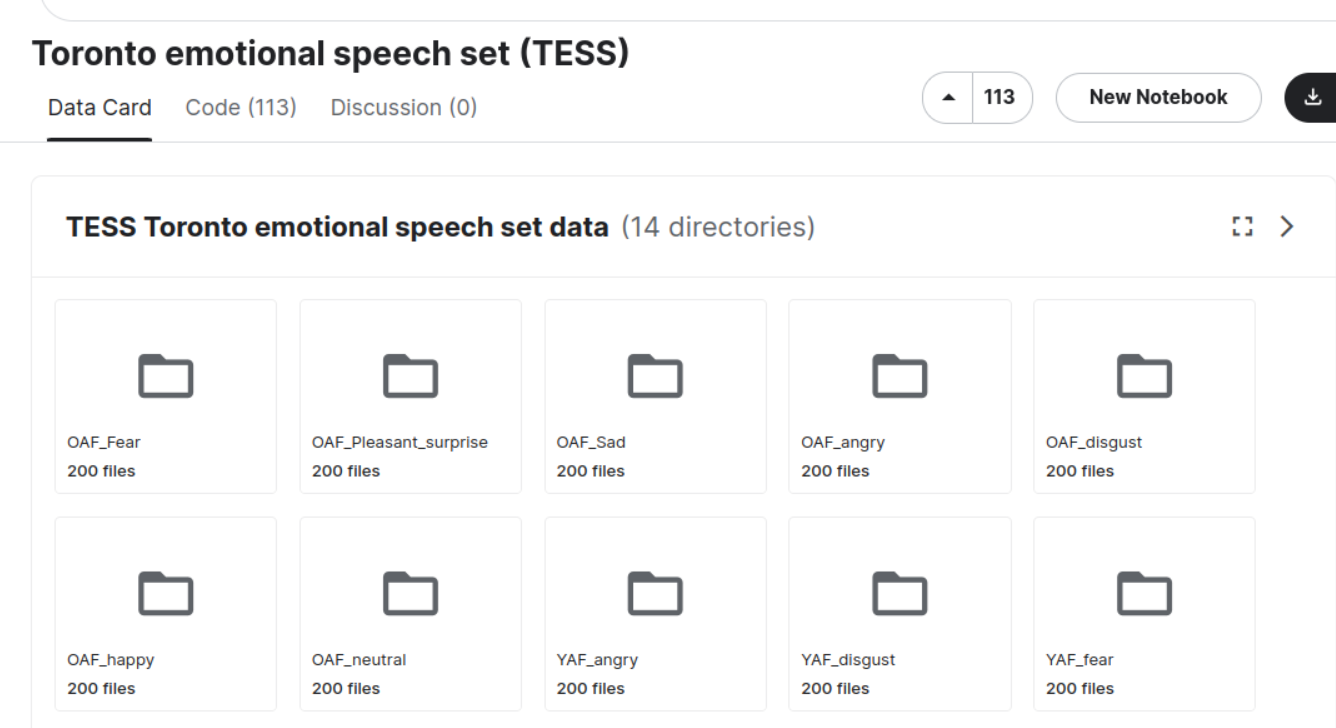 Toronto emotional speech set (TESS)
Data Card Code (113) Discussion (0)
113 New Notebook
TESS Toronto emotional speech set data (14 directories)
OAF_Fear OAF_Pleasant_surprise OAF_Sad OAF_angry OAF_disgust
200 files 200 files 200 files 200 files 200 files
OAF_happy OAF_neutral YAF_angry YAF_disgust YAF_fear
200 files 200 files 200 files 200 files 200 files